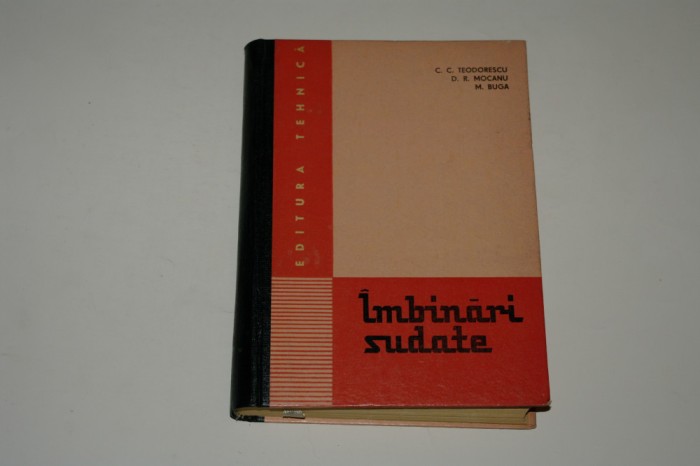 EDITURA TEHNICĂ
C. C. TEODORESCU
D. R. MOCANU
M. BUGA
Îmbinări
sudate